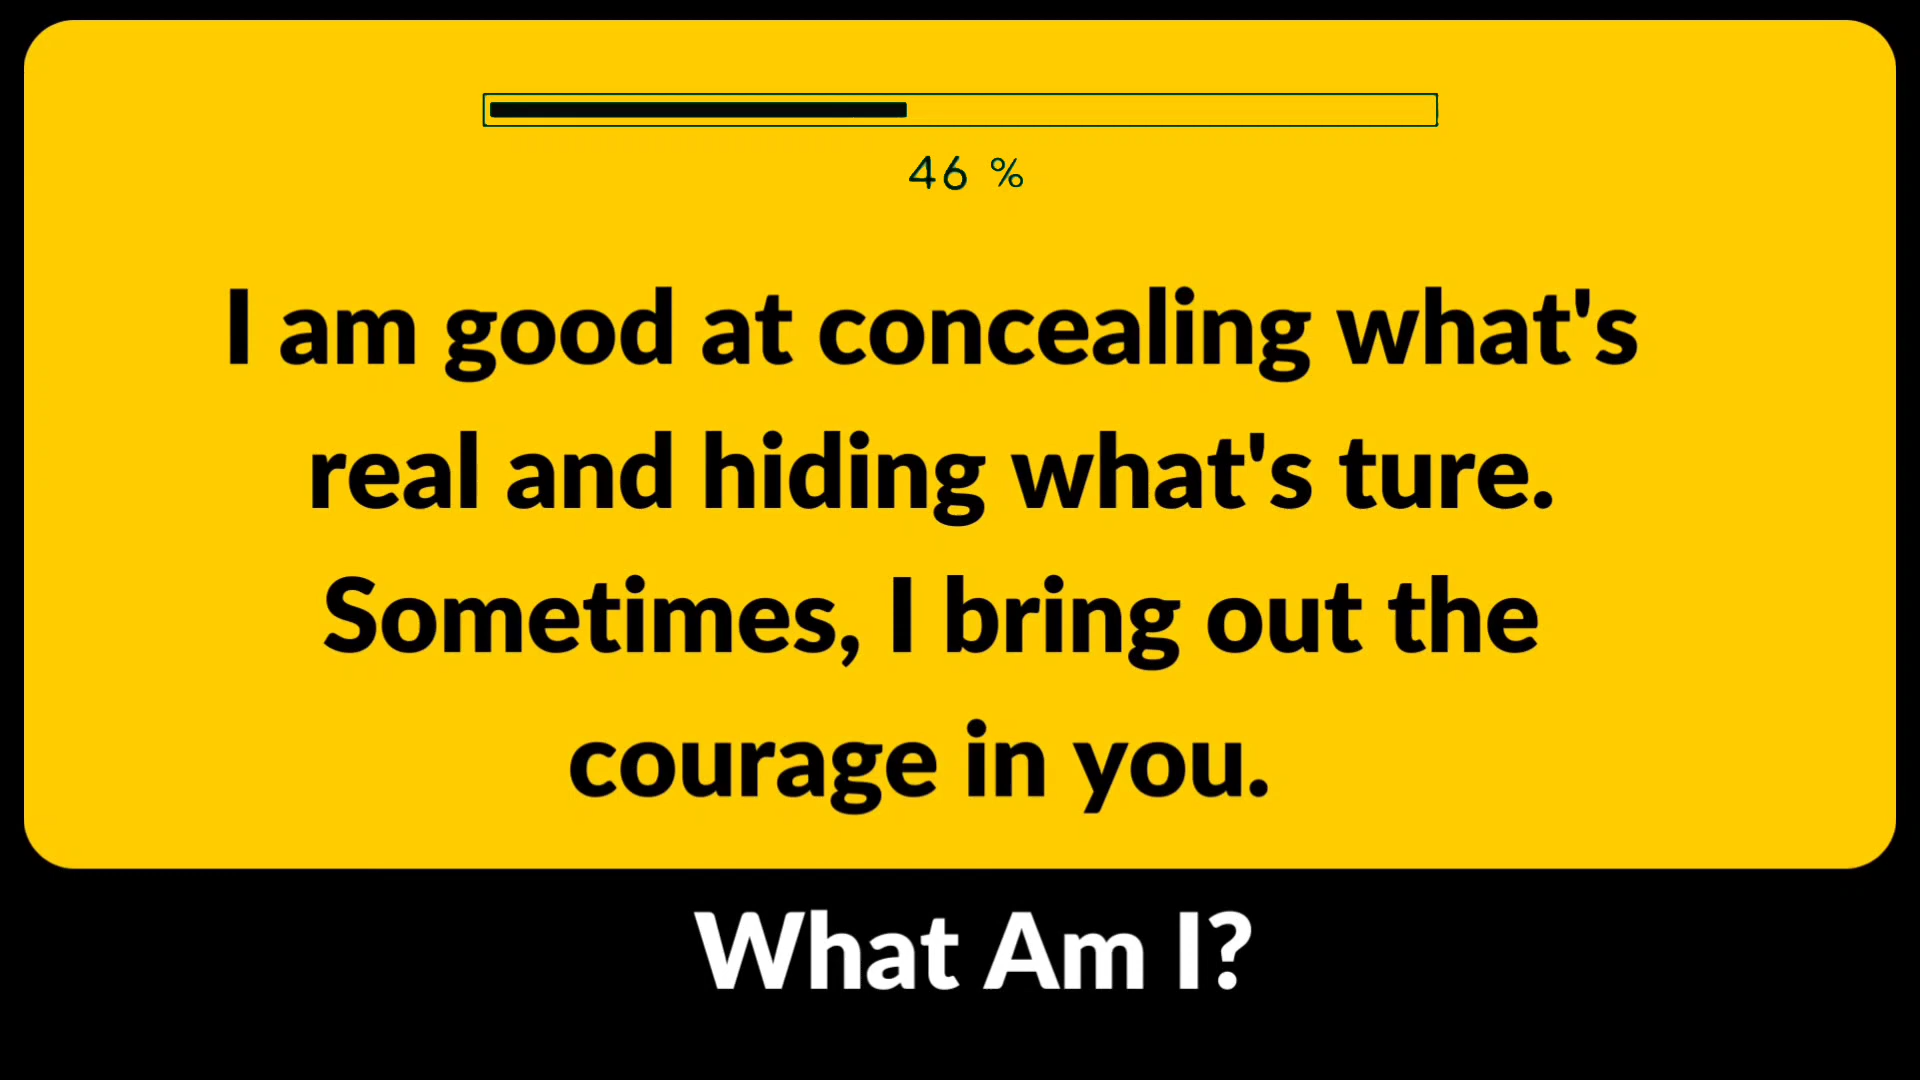 46 %
I am good at concealing what's
real and hiding what's ture.
Sometimes, I bring out the
courage in you.
What Am I?